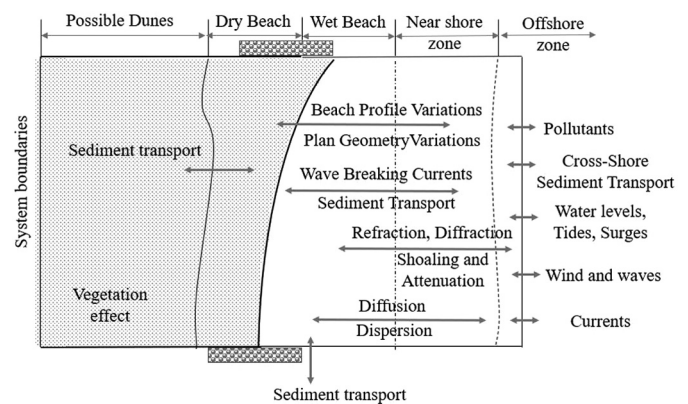 Possible Dunes
Dry Beach
Wet Beach
Near shore
zone
Offshore
zone
System boundaries
Beach Profile Variations
Plan GeometryVariations
Pollutants
Sediment transport
Wave Breaking Currents
Sediment Transport
Cross-Shore
Sediment Transport
Refraction, Diffraction
Shoaling and
Attenuation
Water levels,
Tides, Surges
Wind and waves
Vegetation
effect
Diffusion
Dispersion
Currents
Sediment transport